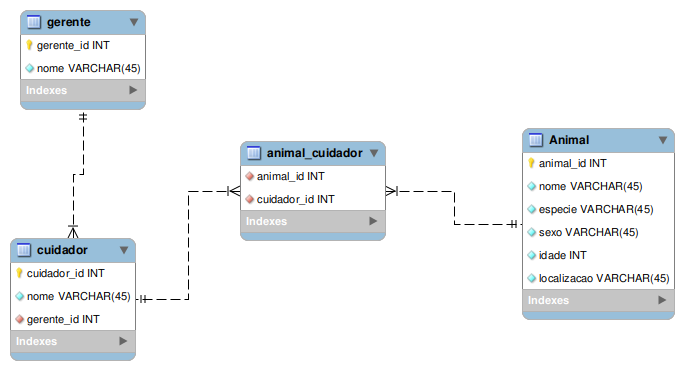 gerente
gerente_id INT
nome VARCHAR(45)
Indexes
cuidador
cuidador_id INT
nome VARCHAR(45)
gerente_id INT
Indexes
animal_cuidador
animal_id INT
cuidador_id INT
Indexes
Animal
animal_id INT
nome VARCHAR(45)
especie VARCHAR(45)
sexo VARCHAR(45)
idade INT
localizacao VARCHAR(45)
Indexes